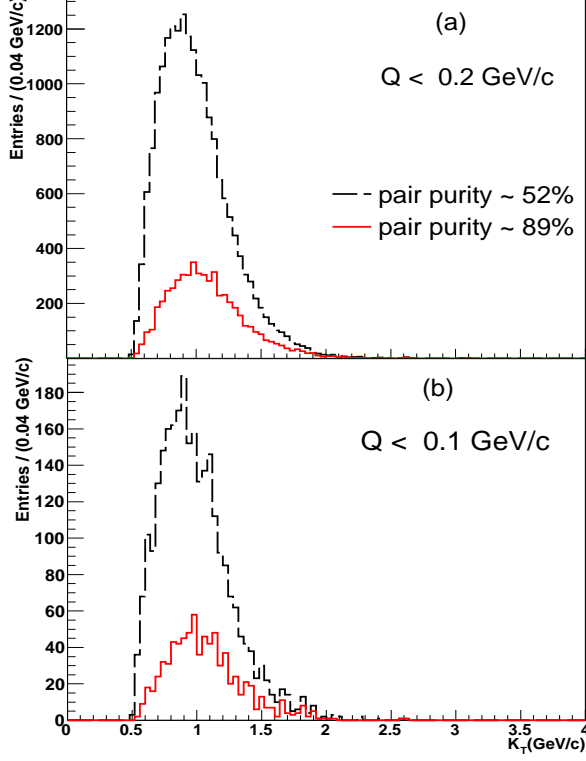 (a)
Q < 0.2 GeV/c
Entries / (0.04 GeV/c)
1200
1000
800
600
400
200
pair purity ~ 52%
pair purity ~ 89%
(b)
Q < 0.1 GeV/c
Entries / (0.04 GeV/c)
180
160
140
120
100
80
60
40
20
0
0 0.5 1 1.5 2 2.5 3 3.5 4
K_T(GeV/c)